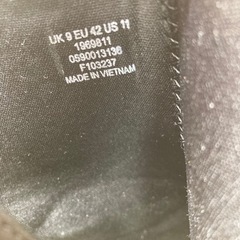 UK 9 EU 42 US 11
1969811
0590013136
F103237
MADE IN VIETNAM